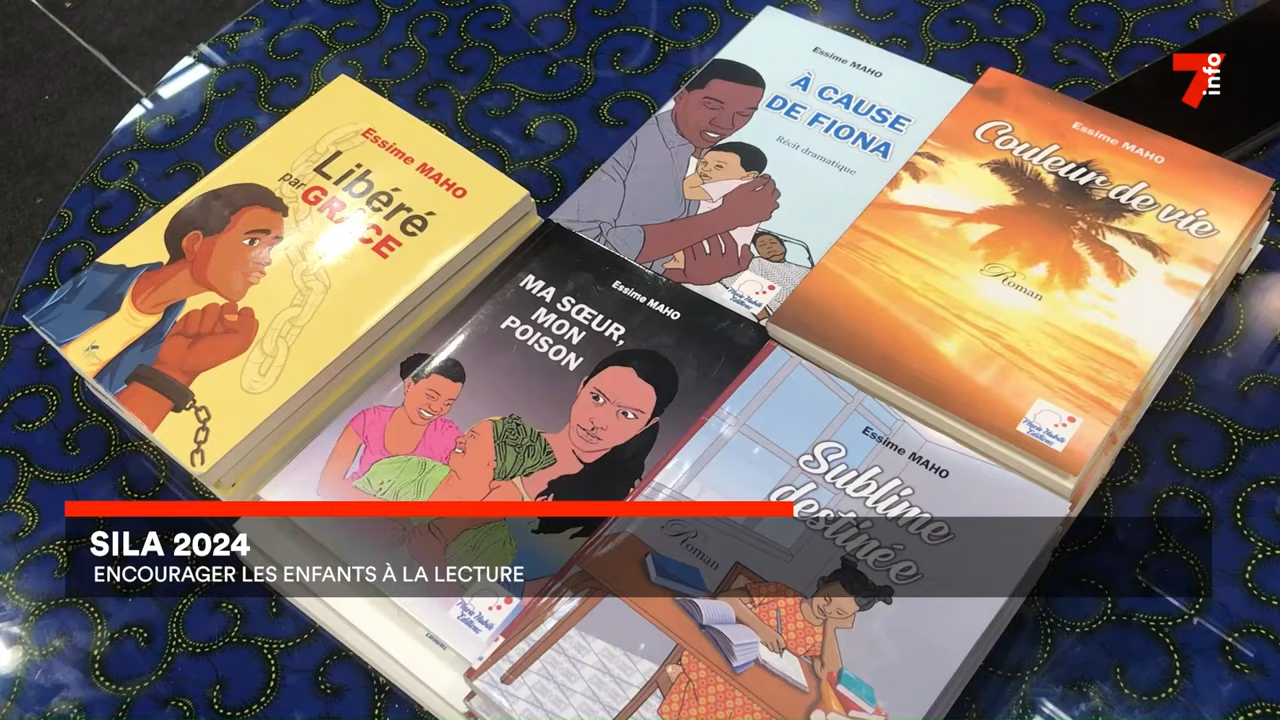 7info
Essime MAHO
À CAUSE
DE FIONA
Récit dramatique
Essime MAHO
Couleur de vie
Roman
Essime MAHO
Libéré
par GRÂCE
Essime MAHO
MA SŒUR,
MON
POISON
Essime MAHO
Sublime
destinée
Roman
SILA 2024
ENCOURAGER LES ENFANTS À LA LECTURE